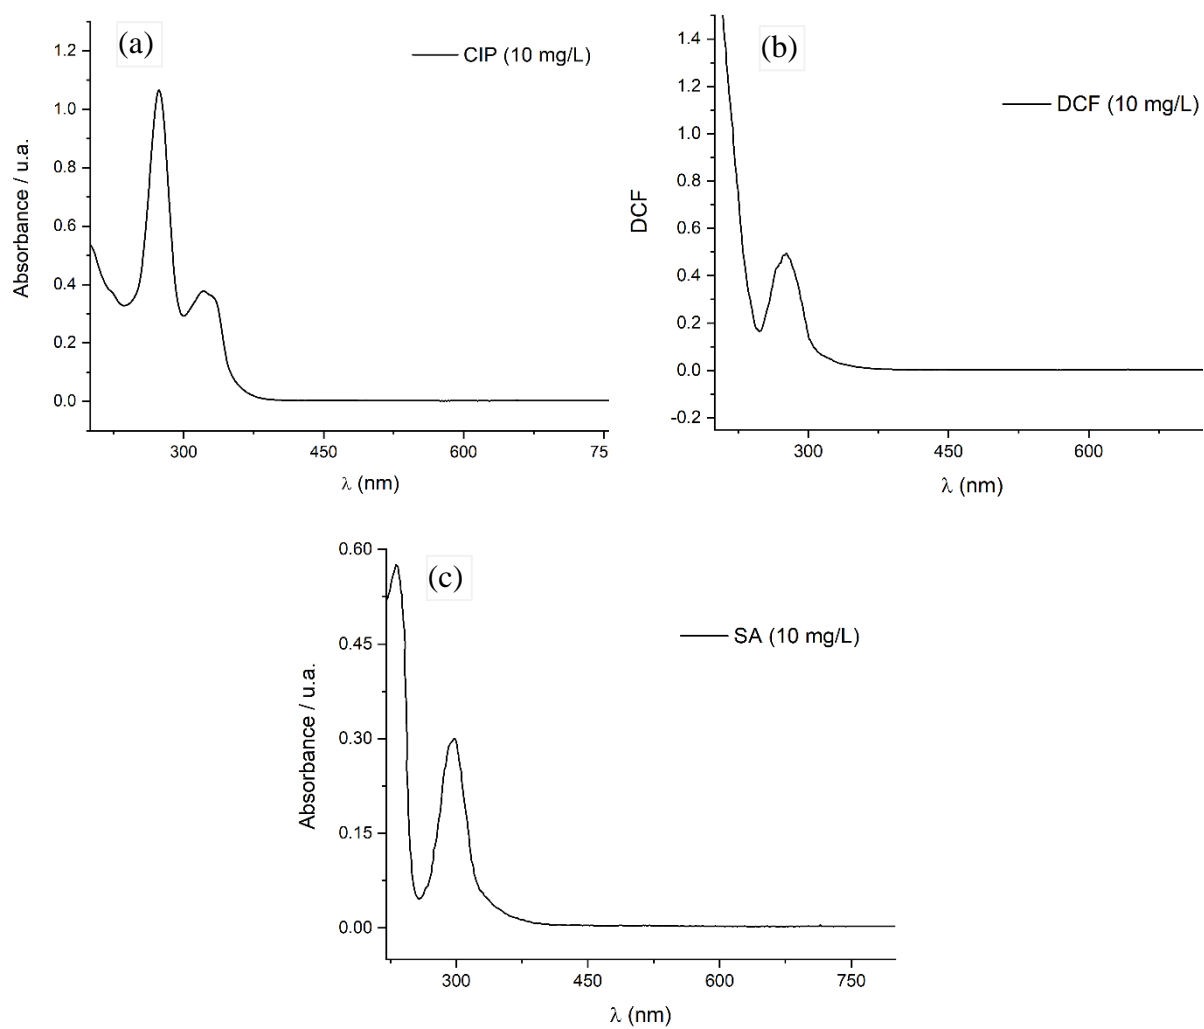 (a)
CIP (10 mg/L)
Absorbance / u.a.
1.2
1.0
0.8
0.6
0.4
0.2
0.0
300
450
600
75
λ (nm)
(b)
DCF (10 mg/L)
DCF
1.4
1.2
1.0
0.8
0.6
0.4
0.2
0.0
-0.2
300
450
600
λ (nm)
(c)
SA (10 mg/L)
Absorbance / u.a.
0.60
0.45
0.30
0.15
0.00
300
450
600
750
λ (nm)